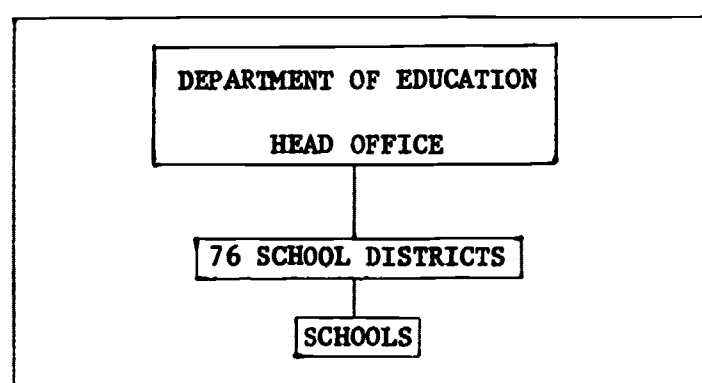 DEPARTMENT OF EDUCATION
HEAD OFFICE
76 SCHOOL DISTRICTS
SCHOOLS